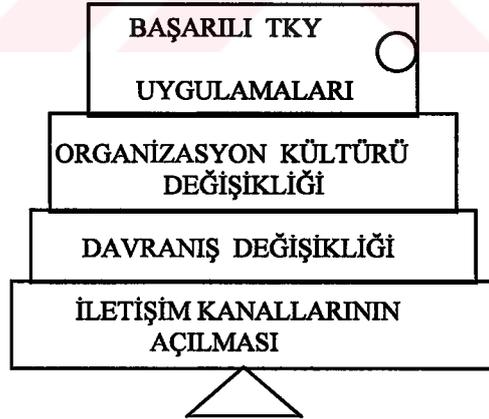 BAŞARILI TKY
UYGULAMALARI
ORGANİZASYON KÜLTÜRÜ
DEĞİŞİKLİĞİ
DAVRANIŞ DEĞİŞİKLİĞİ
İLETİŞİM KANALLARININ
AÇILMASI